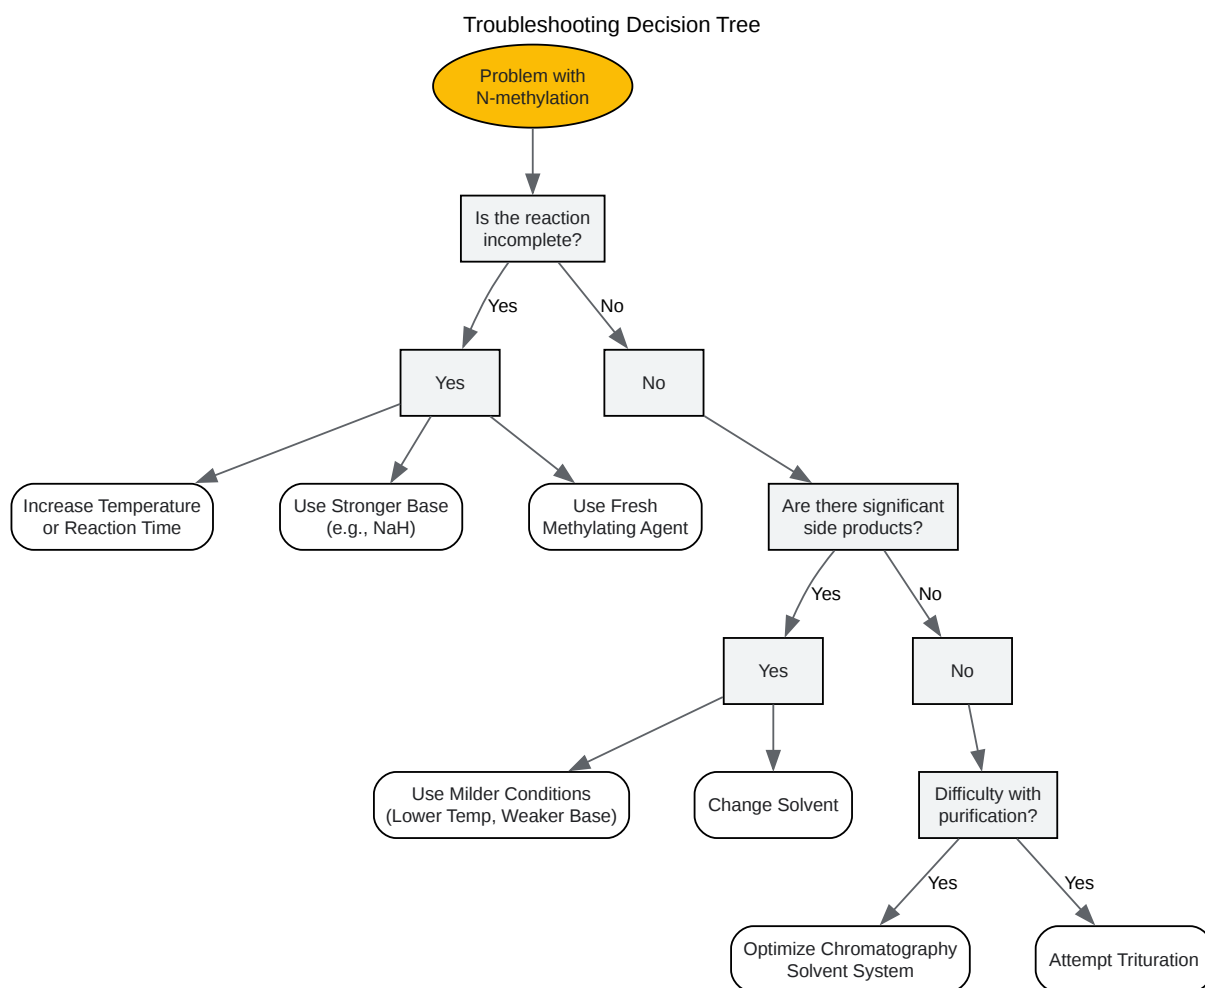 Troubleshooting Decision Tree
Problem with
N-methylation
Is the reaction
incomplete?
Yes
No
Yes
No
Increase Temperature
or Reaction Time
Use Stronger Base
(e.g., NaH)
Use Fresh
Methylating Agent
Are there significant
side products?
Yes
No
Yes
No
Use Milder Conditions
(Lower Temp, Weaker Base)
Change Solvent
Difficulty with
purification?
Yes
Yes
Optimize Chromatography
Solvent System
Attempt Trituration